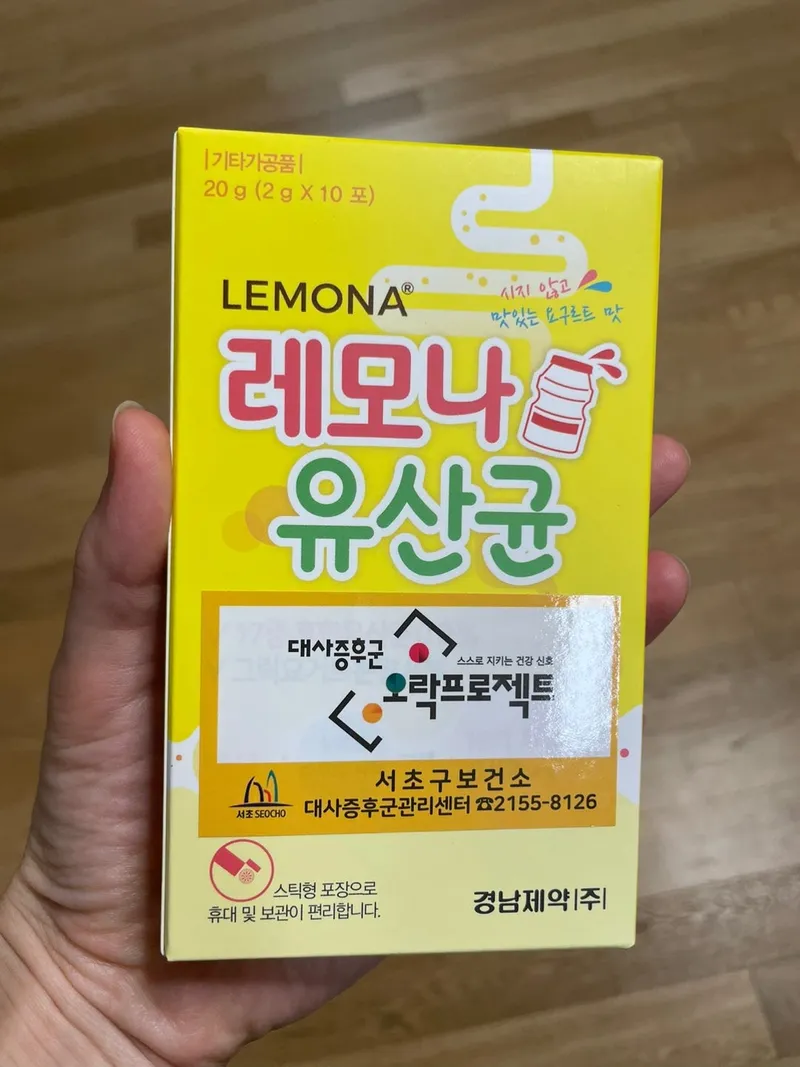 |기타가공품|
20 g (2 g X 10 포)
LEMONA®
시지 않고
맛있는 요구르트 맛
레모나
유산균
대사증후군
스스로 지키는 건강 신호
오락프로젝트
서초 SEOCHO
서초구보건소
대사증후군관리센터 ☎2155-8126
스틱형 포장으로
휴대 및 보관이 편리합니다.
경남제약|주|